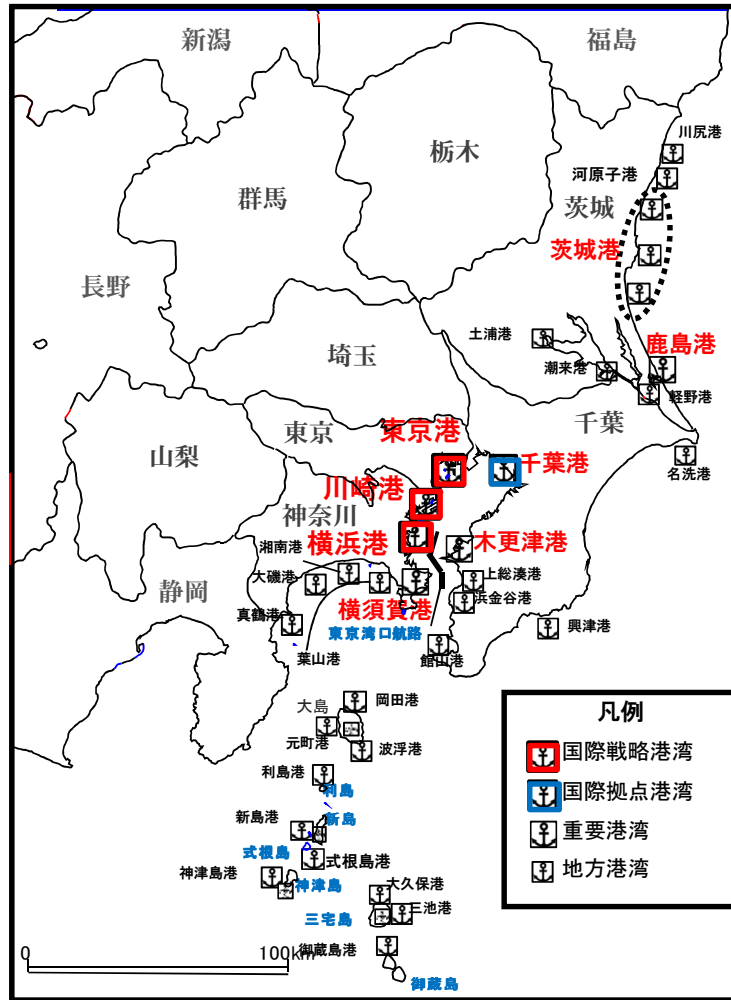 新潟
福島
川尻港
栃木
河原子港
群馬
茨城
茨城港
長野
土浦港
鹿島港
埼玉
潮来港
軽野港
千葉
東京
東京港
山梨
千葉港
名洗港
川崎港
神奈川
横浜港
木更津港
湘南港
大磯港
上総湊港
静岡
横須賀港
浜金谷港
真鶴港
東京湾口航路
興津港
葉山港
館山港
大島
岡田港
元町港
波浮港
利島港
利島
新島港
新島
式根島
式根島港
神津島港
神津島
大久保港
三宅島
三池港
御蔵島港
御蔵島
0
100km
凡例
国際戦略港湾
国際拠点港湾
重要港湾
地方港湾